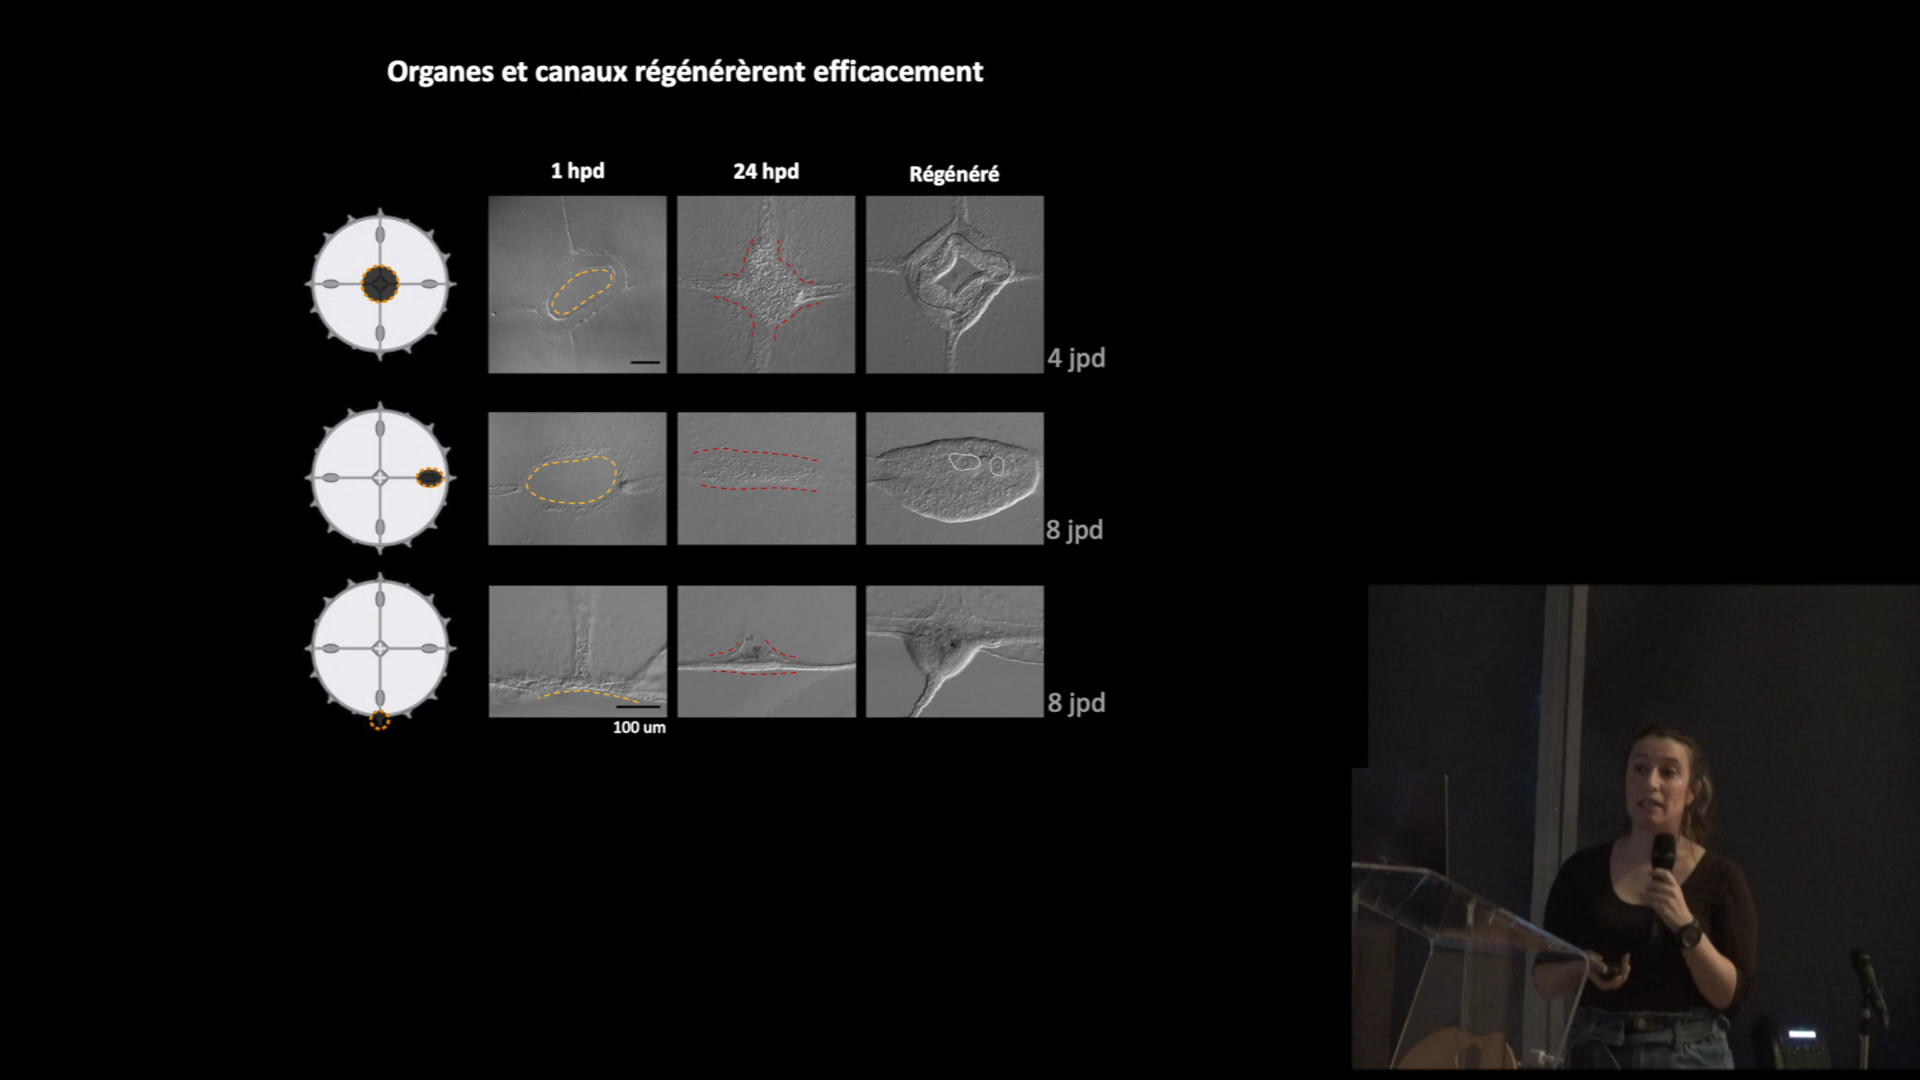 Organes et canaux régénérèrent efficacement
1 hpd
24 hpd
Régénéré
4 jpd
8 jpd
8 jpd
100 um